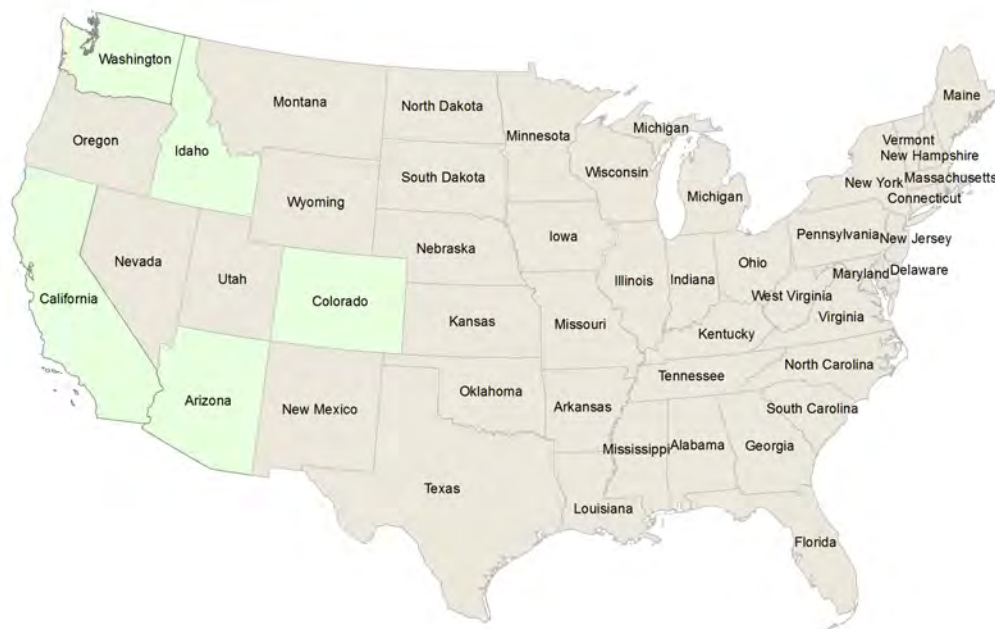 Washington
Montana
North Dakota
Minnesota
Michigan
Maine
Oregon
Idaho
Vermont
New Hampshire
Wisconsin
South Dakota
Wyoming
Michigan
New York
Massachusetts
Connecticut
Nebraska
Iowa
Pennsylvania
New Jersey
Nevada
Utah
Illinois
Indiana
Ohio
Maryland
Delaware
California
Colorado
West Virginia
Virginia
Kansas
Missouri
Kentucky
North Carolina
Tennessee
Arizona
New Mexico
Oklahoma
Arkansas
South Carolina
Mississippi
Alabama
Georgia
Texas
Louisiana
Florida